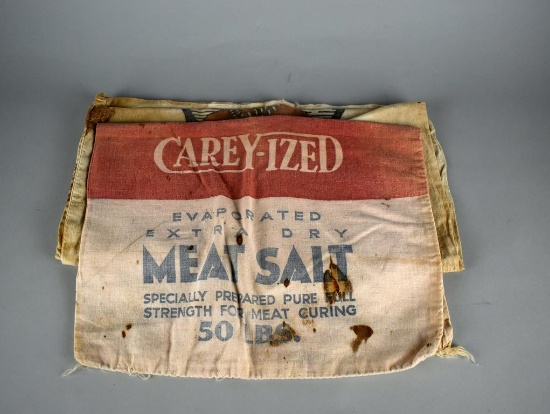 CAREY-IZED
EVAPORATED
EXTRA DRY
MEAT SALT
SPECIALLY PREPARED PURE FULL
STRENGTH FOR MEAT CURING
50 LBS.